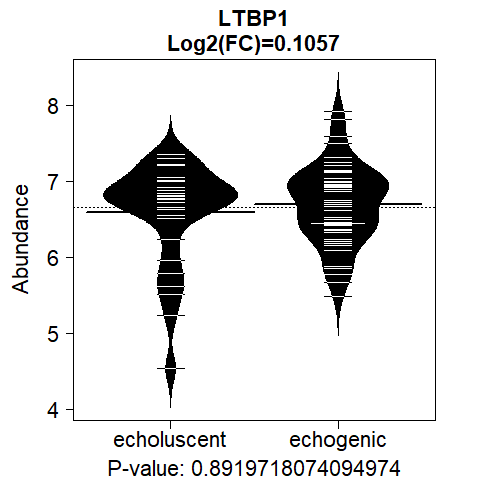 LTBP1
Log2(FC)=0.1057
Abundance
8
7
6
5
4
echoluscent echogenic
P-value: 0.8919718074094974